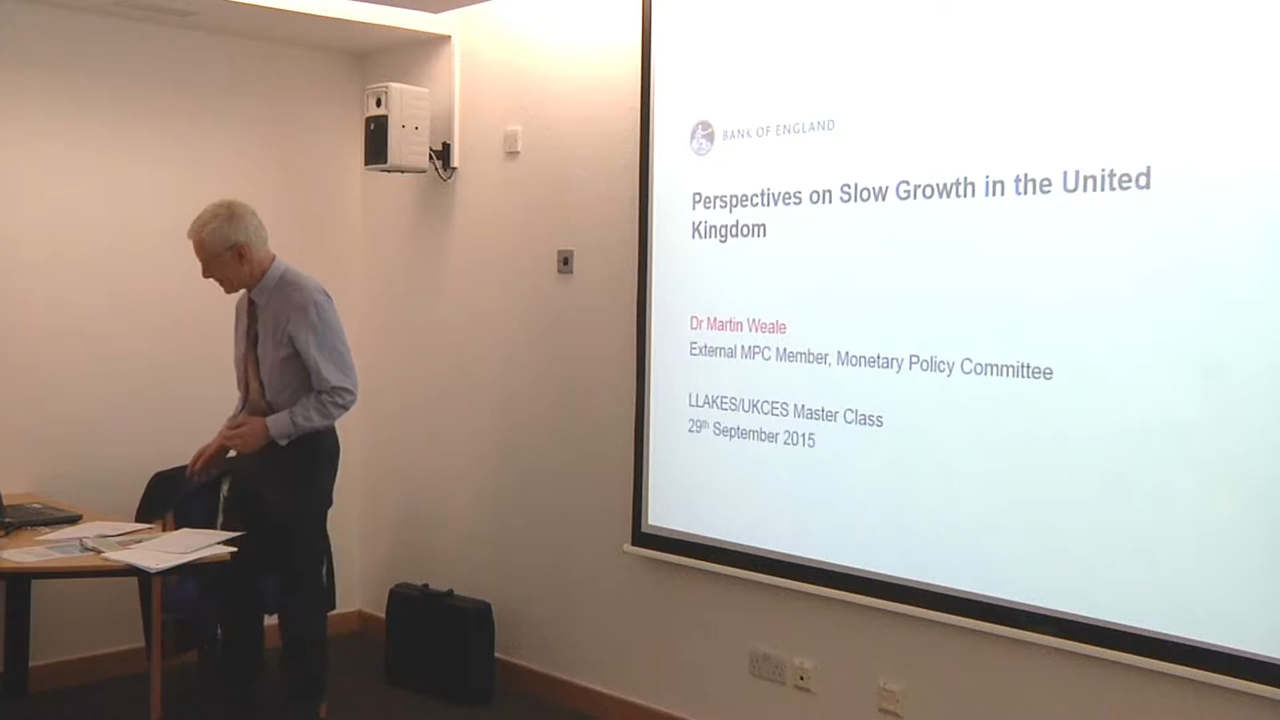 BANK OF ENGLAND
Perspectives on Slow Growth in the United
Kingdom
Dr Martin Weale
External MPC Member, Monetary Policy Committee
LLAKES/UKCES Master Class
29th September 2015